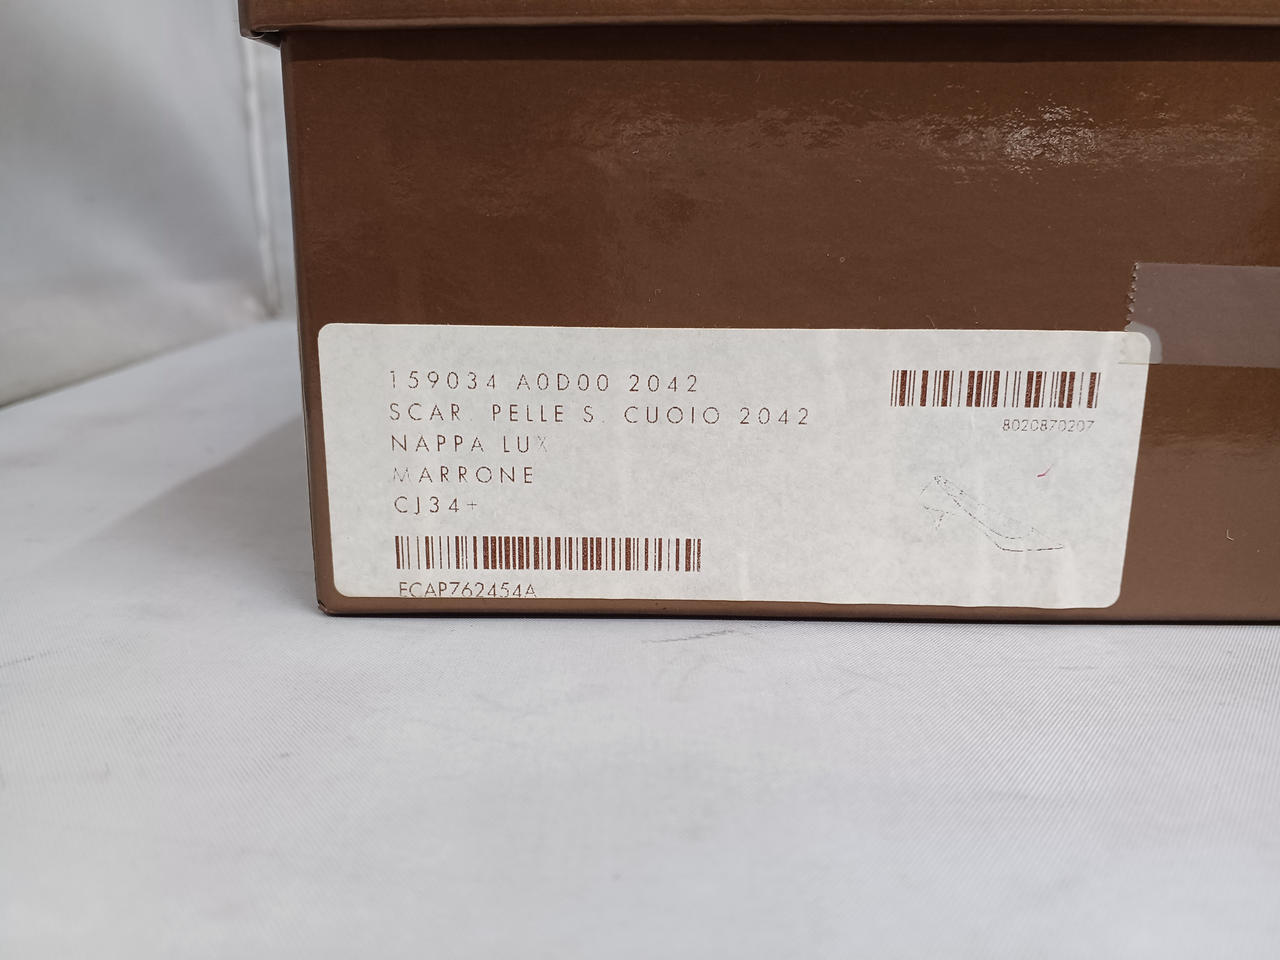 159034 A0D00 2042
SCAR. PELLE S. CUOIO 2042
NAPPA LUX
MARRONE
CJ34+
ECAP762454A
8020870207